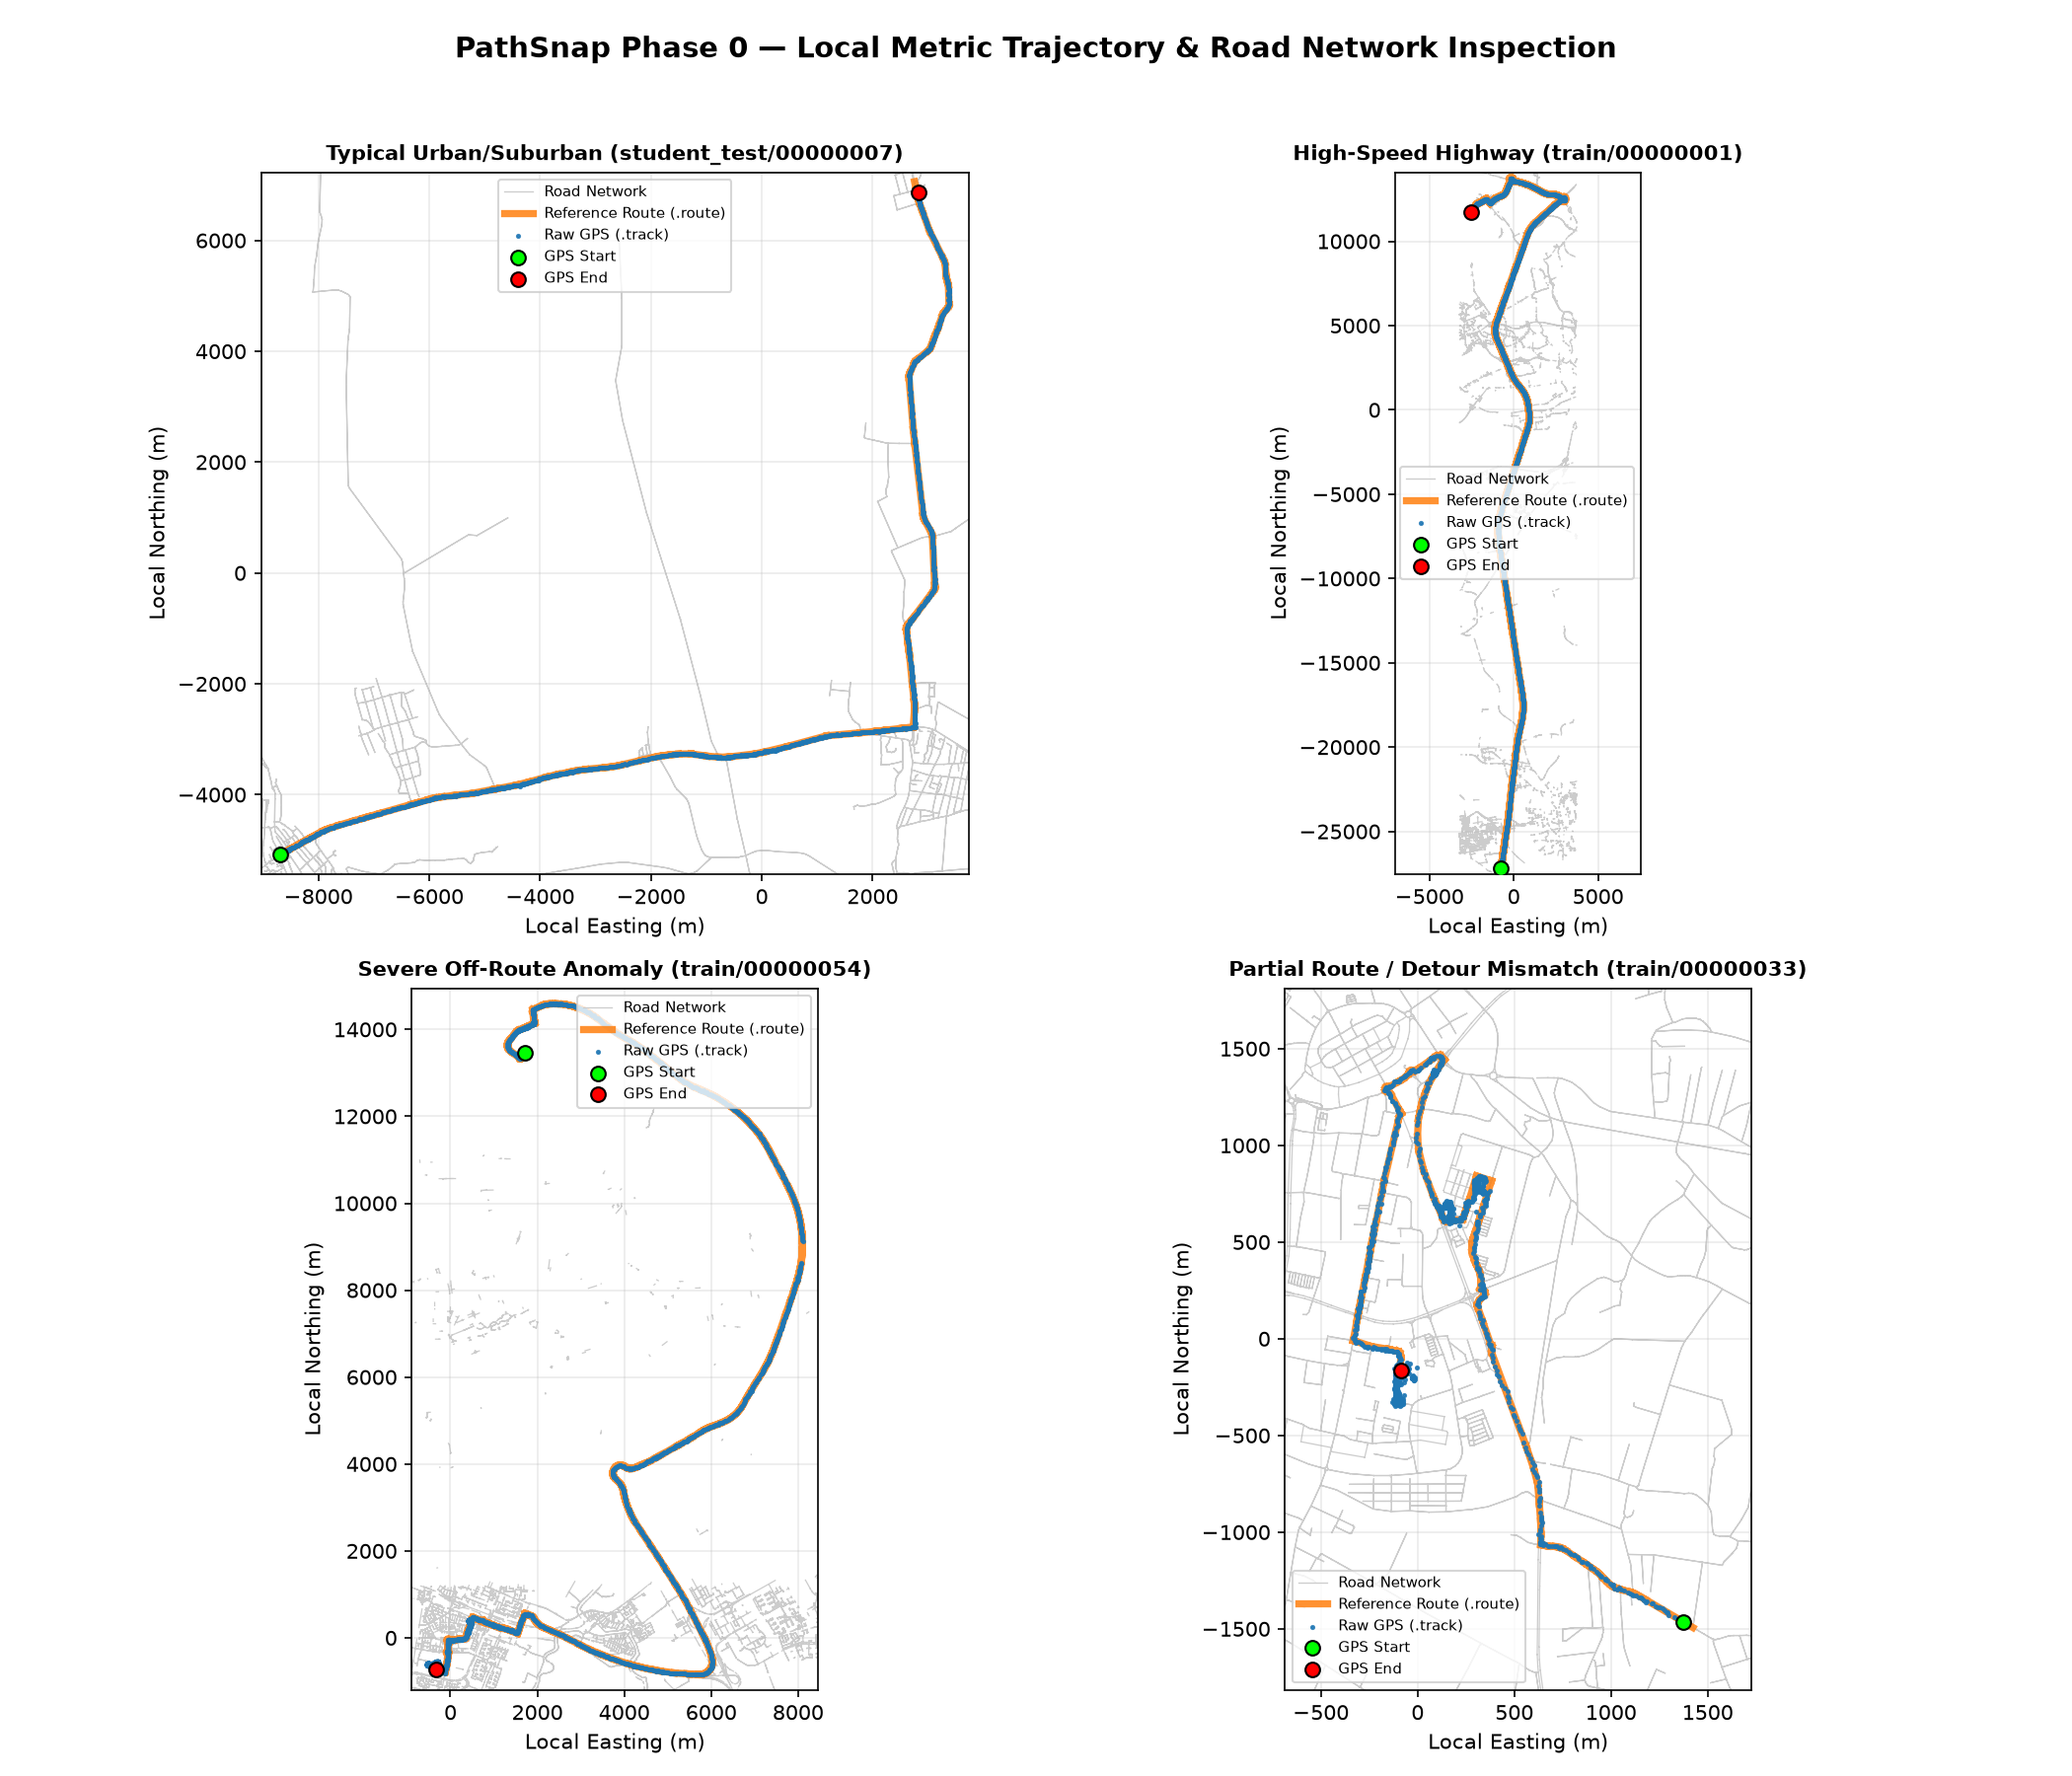 PathSnap Phase 0 — Local Metric Trajectory & Road Network Inspection
Typical Urban/Suburban (student_test/00000007)
Road Network
Reference Route (.route)
Raw GPS (.track)
GPS Start
GPS End
6000
4000
2000
0
−2000
−4000
Local Northing (m)
−8000
−6000
−4000
−2000
0
2000
Local Easting (m)
High-Speed Highway (train/00000001)
10000
5000
0
−5000
−10000
−15000
−20000
−25000
Local Northing (m)
Road Network
Reference Route (.route)
Raw GPS (.track)
GPS Start
GPS End
−5000
0
5000
Local Easting (m)
Severe Off-Route Anomaly (train/00000054)
Road Network
Reference Route (.route)
Raw GPS (.track)
GPS Start
GPS End
14000
12000
10000
8000
6000
4000
2000
0
Local Northing (m)
0
2000
4000
6000
8000
Local Easting (m)
Partial Route / Detour Mismatch (train/00000033)
1500
1000
500
0
−500
−1000
−1500
Local Northing (m)
Road Network
Reference Route (.route)
Raw GPS (.track)
GPS Start
GPS End
−500
0
500
1000
1500
Local Easting (m)